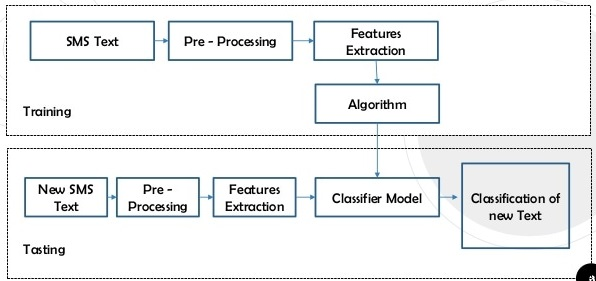 SMS Text
Pre - Processing
Features
Extraction
Algorithm
Training
New SMS
Text
Pre -
Processing
Features
Extraction
Classifier Model
Classification of
new Text
Tasting